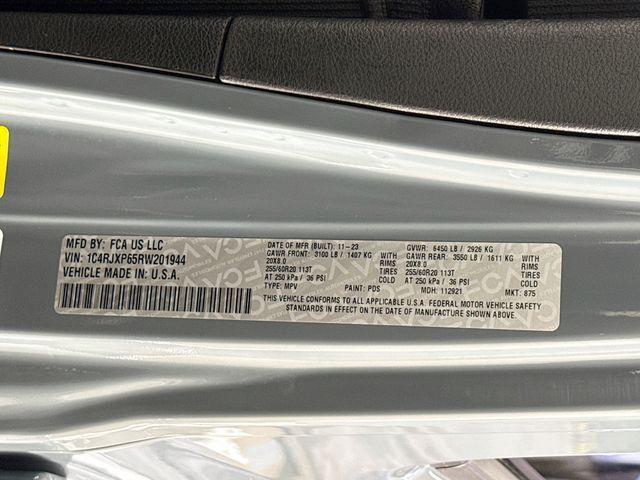 MFD BY: FCA US LLC
VIN: 1C4RJXP65RW201944
VEHICLE MADE IN U.S.A.
DATE OF MFR (BUILT): 11-23 GVWR: 6450 LB / 2926 KG
GAWR FRONT: 3100 LB / 1407 KG WITH GAWR REAR: 3550 LB / 1611 KG WITH
20X8.0 RIMS 20X8.0 RIMS
255/60R20 113T TIRES 255/60R20 113T TIRES
AT 250 kPa / 36 PSI COLD AT 250 kPa / 36 PSI COLD
TYPE: MPV PAINT: PDS MDH: 112921 MKT: 875
THIS VEHICLE CONFORMS TO ALL APPLICABLE U.S.A. FEDERAL MOTOR VEHICLE SAFETY
STANDARDS IN EFFECT ON THE DATE OF MANUFACTURE SHOWN ABOVE.